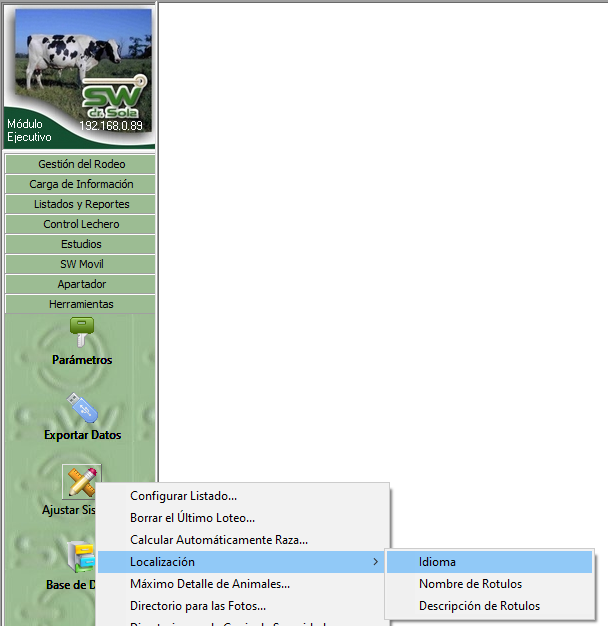 SW
dr. Sola
Módulo
Ejecutivo
192.168.0.89
Gestión del Rodeo
Carga de Información
Listados y Reportes
Control Lechero
Estudios
SW Movil
Apartador
Herramientas
Parámetros
Exportar Datos
Ajustar Sis
Base de D
Configurar Listado...
Borrar el Último Loteo...
Calcular Automáticamente Raza...
Localización
Máximo Detalle de Animales...
Directorio para las Fotos...
Idioma
Nombre de Rotulos
Descripción de Rotulos